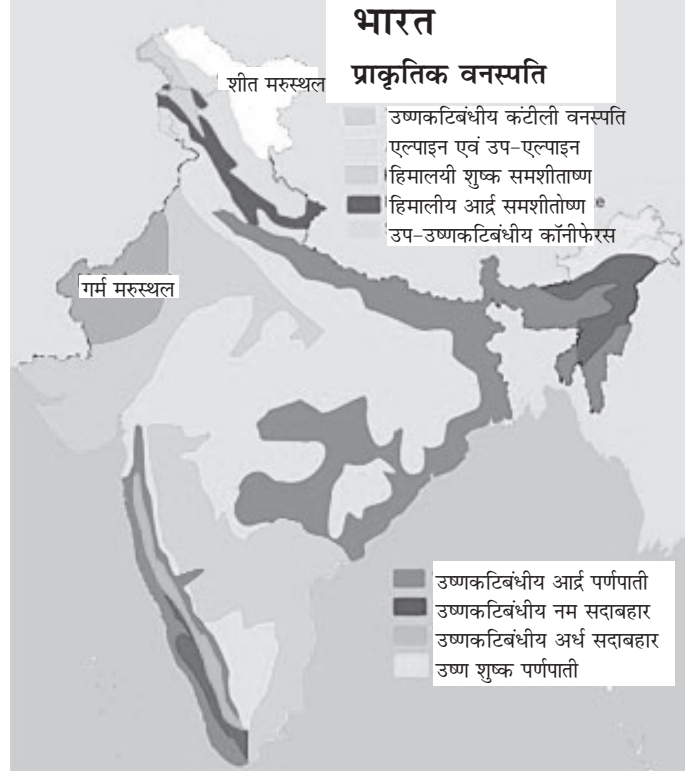 भारत
प्राकृतिक वनस्पति
शीत मरुस्थल
उष्णकटिबंधीय कंटीली वनस्पति
एल्पाइन एवं उप-एल्पाइन
हिमालयी शुष्क समशीताष्ण
हिमालीय आर्द्र समशीतोष्ण e
उप-उष्णकटिबंधीय कॉनीफेरस
गर्म मरुस्थल
उष्णकटिबंधीय आर्द्र पर्णपाती
उष्णकटिबंधीय नम सदाबहार
उष्णकटिबंधीय अर्ध सदाबहार
उष्ण शुष्क पर्णपाती